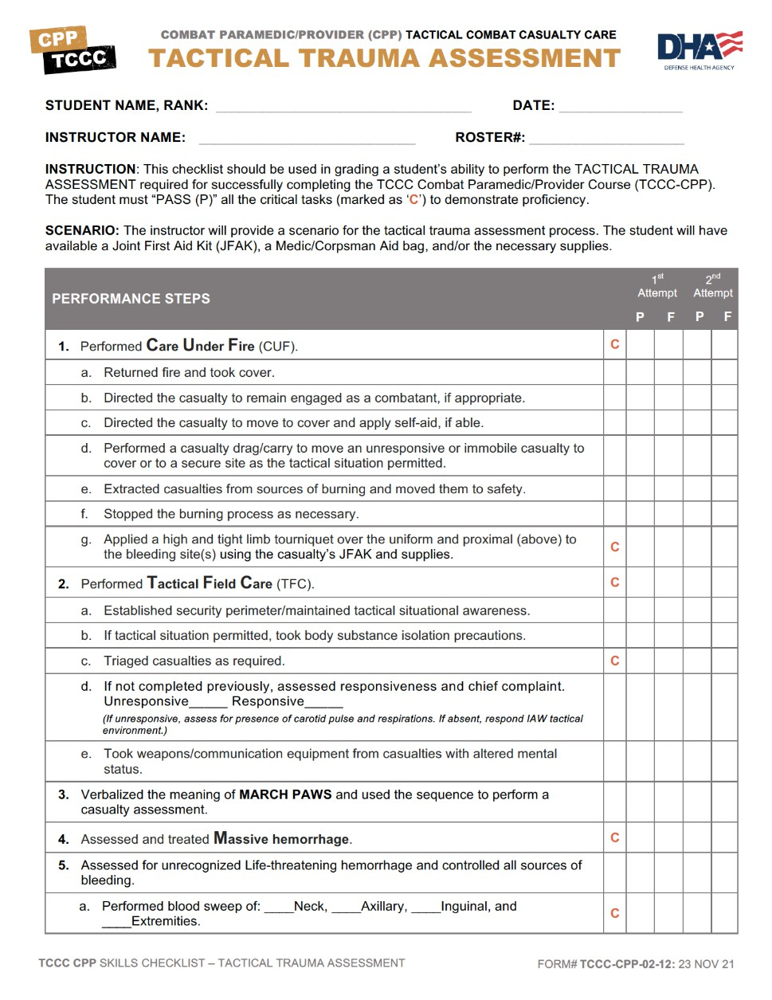 CPP
TCCC
COMBAT PARAMEDIC/PROVIDER (CPP) TACTICAL COMBAT CASUALTY CARE
TACTICAL TRAUMA ASSESSMENT
DHA
DEFENSE HEALTH AGENCY
STUDENT NAME, RANK: ________________________________ DATE: ________________
INSTRUCTOR NAME: ____________________________ ROSTER#: ____________________
INSTRUCTION: This checklist should be used in grading a student's ability to perform the TACTICAL TRAUMA
ASSESSMENT required for successfully completing the TCCC Combat Paramedic/Provider Course (TCCC-CPP).
The student must “PASS (P)” all the critical tasks (marked as ‘C’) to demonstrate proficiency.
SCENARIO: The instructor will provide a scenario for the tactical trauma assessment process. The student will have
available a Joint First Aid Kit (JFAK), a Medic/Corpsman Aid bag, and/or the necessary supplies.
PERFORMANCE STEPS
1st Attempt 2nd Attempt
P F P F
1. Performed Care Under Fire (CUF). C
a. Returned fire and took cover.
b. Directed the casualty to remain engaged as a combatant, if appropriate.
c. Directed the casualty to move to cover and apply self-aid, if able.
d. Performed a casualty drag/carry to move an unresponsive or immobile casualty to
cover or to a secure site as the tactical situation permitted.
e. Extracted casualties from sources of burning and moved them to safety.
f. Stopped the burning process as necessary.
g. Applied a high and tight limb tourniquet over the uniform and proximal (above) to
the bleeding site(s) using the casualty's JFAK and supplies. C
2. Performed Tactical Field Care (TFC). C
a. Established security perimeter/maintained tactical situational awareness.
b. If tactical situation permitted, took body substance isolation precautions.
c. Triaged casualties as required. C
d. If not completed previously, assessed responsiveness and chief complaint.
Unresponsive_____ Responsive_____
(If unresponsive, assess for presence of carotid pulse and respirations. If absent, respond IAW tactical
environment.)
e. Took weapons/communication equipment from casualties with altered mental
status.
3. Verbalized the meaning of MARCH PAWS and used the sequence to perform a
casualty assessment.
4. Assessed and treated Massive hemorrhage. C
5. Assessed for unrecognized Life-threatening hemorrhage and controlled all sources of
bleeding.
a. Performed blood sweep of: ____Neck, ____Axillary, ____Inguinal, and
____Extremities. C
TCCC CPP SKILLS CHECKLIST – TACTICAL TRAUMA ASSESSMENT
FORM# TCCC-CPP-02-12: 23 NOV 21